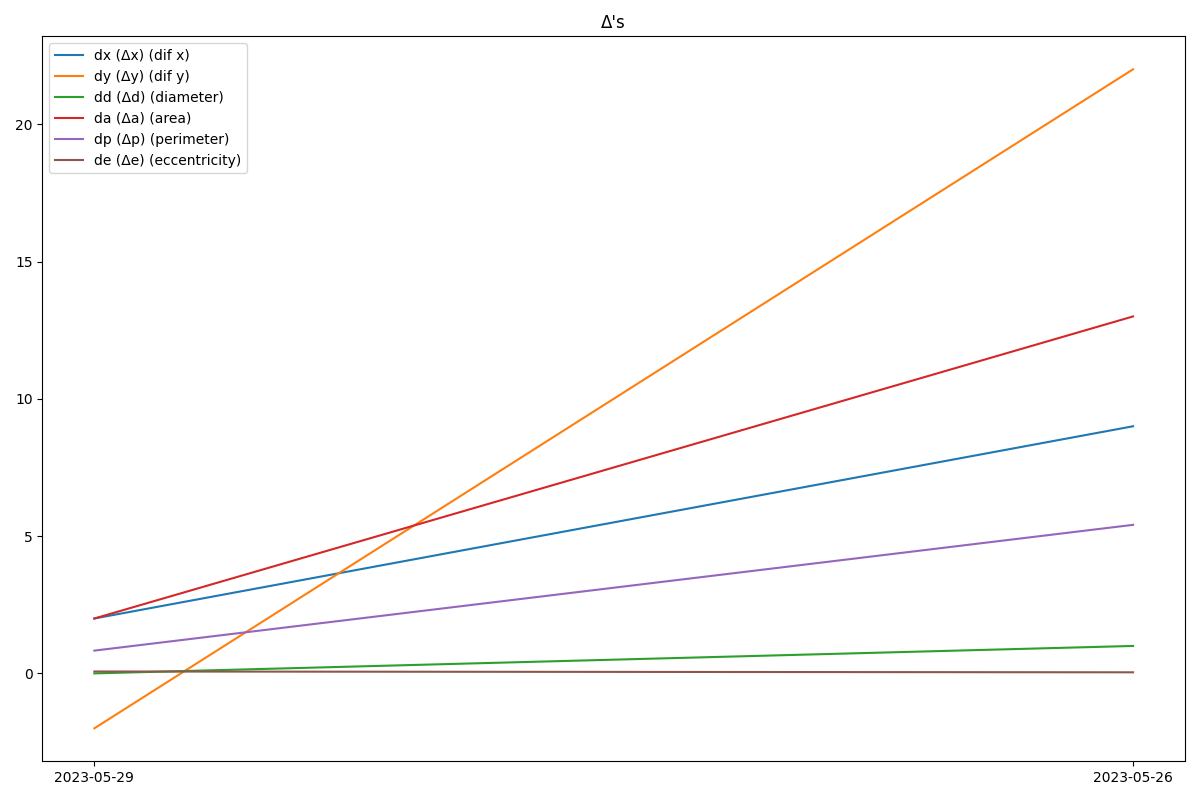 Δ's
dx (Δx) (dif x)
dy (Δy) (dif y)
dd (Δd) (diameter)
da (Δa) (area)
dp (Δp) (perimeter)
de (Δe) (eccentricity)
20
15
10
5
0
2023-05-29
2023-05-26